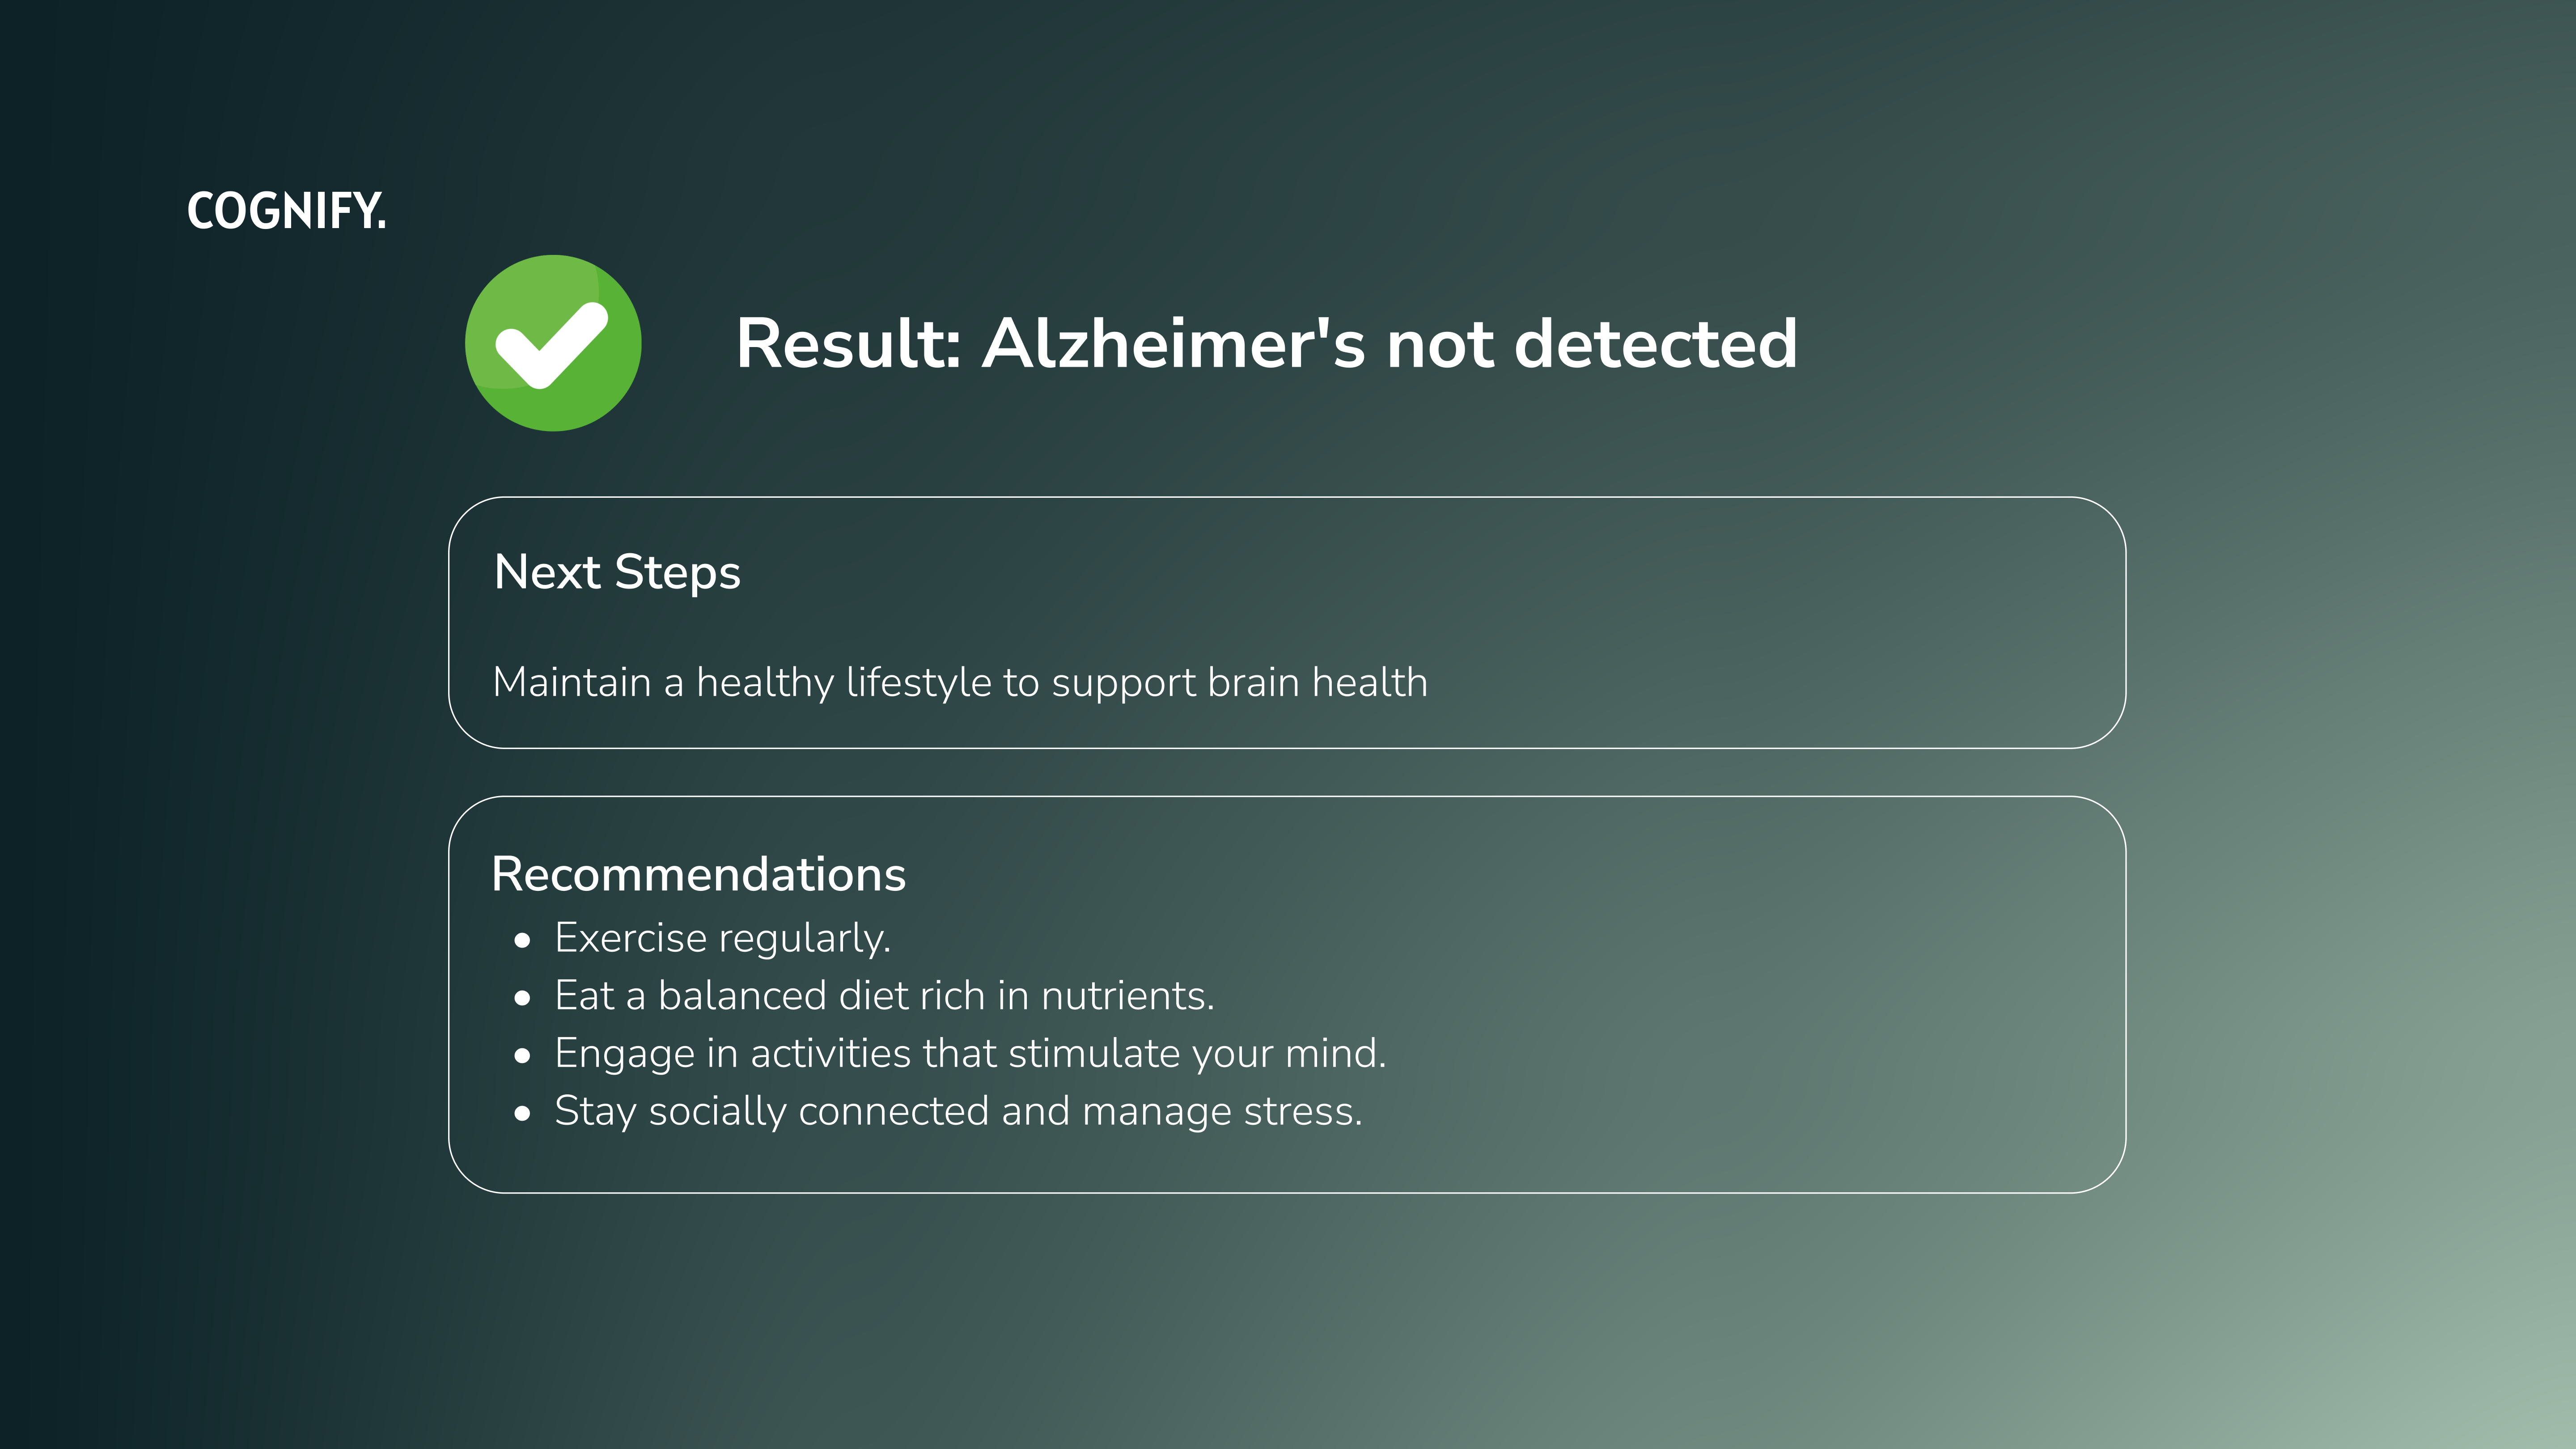 COGNIFY.
Result: Alzheimer's not detected
Next Steps
Maintain a healthy lifestyle to support brain health
Recommendations
• Exercise regularly.
• Eat a balanced diet rich in nutrients.
• Engage in activities that stimulate your mind.
• Stay socially connected and manage stress.